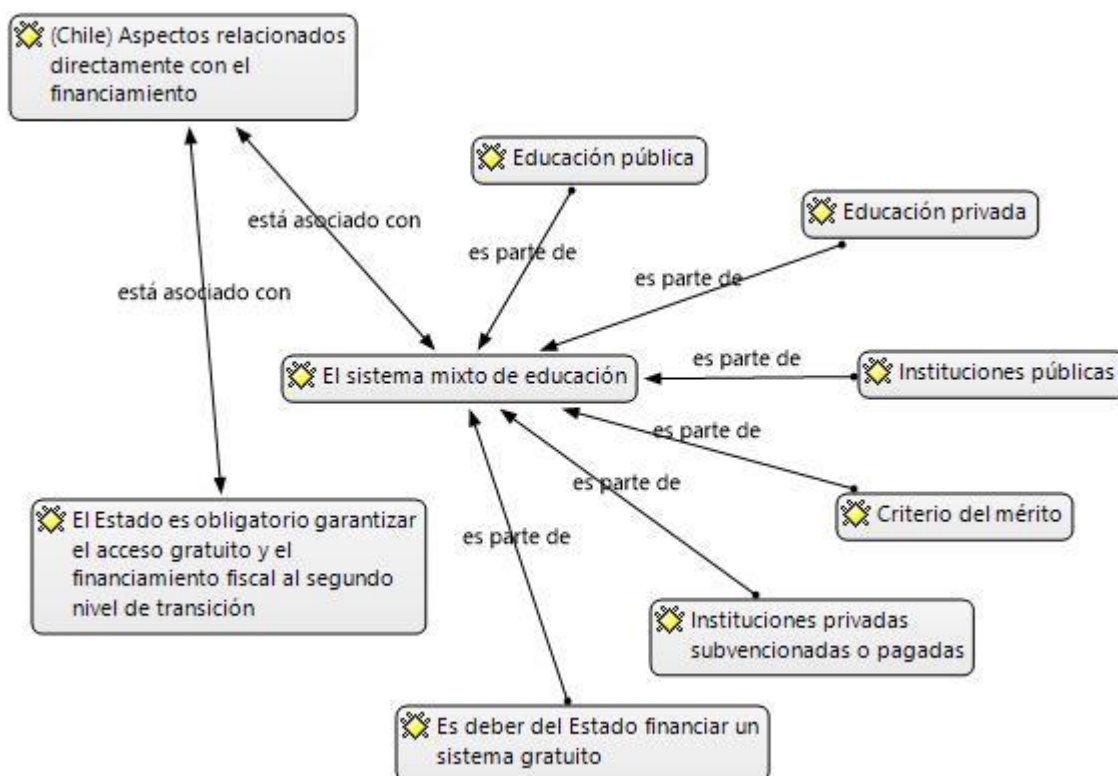 (Chile) Aspectos relacionados
directamente con el
financiamiento
Educación pública
Educación privada
está asociado con
es parte de
es parte de
está asociado con
es parte de
Instituciones públicas
El sistema mixto de educación
es parte de
es parte de
Criterio del mérito
es parte de
El Estado es obligatorio garantizar
el acceso gratuito y el
financiamiento fiscal al segundo
nivel de transición
Instituciones privadas
subvencionadas o pagadas
Es deber del Estado financiar un
sistema gratuito